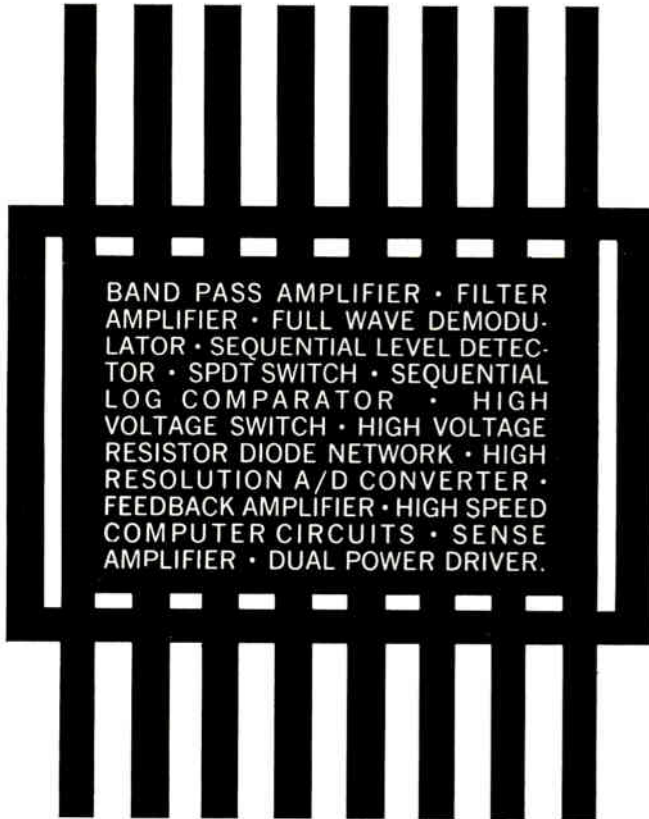 BAND PASS AMPLIFIER · FILTER
AMPLIFIER · FULL WAVE DEMODU-
LATOR · SEQUENTIAL LEVEL DETEC-
TOR · SPDT SWITCH · SEQUENTIAL
LOG COMPARATOR · HIGH
VOLTAGE SWITCH · HIGH VOLTAGE
RESISTOR DIODE NETWORK · HIGH
RESOLUTION A/D CONVERTER ·
FEEDBACK AMPLIFIER · HIGH SPEED
COMPUTER CIRCUITS · SENSE
AMPLIFIER · DUAL POWER DRIVER.